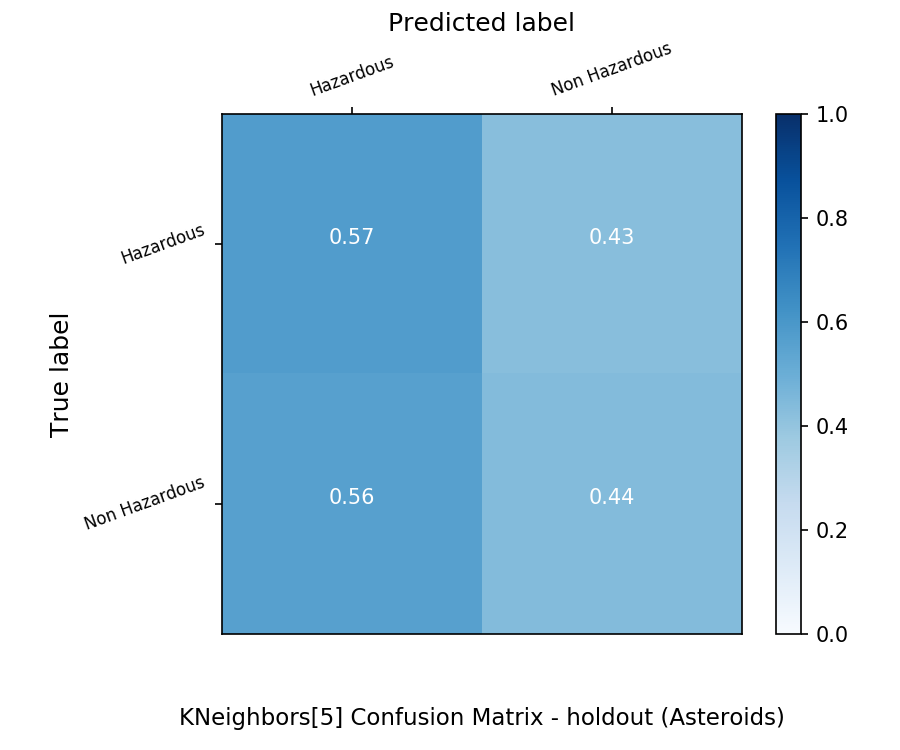 Predicted label
Hazardous
Non Hazardous
1.0
0.8
0.6
0.4
0.2
0.0
True label
Hazardous
0.57
0.43
Non Hazardous
0.56
0.44
KNeighbors[5] Confusion Matrix - holdout (Asteroids)